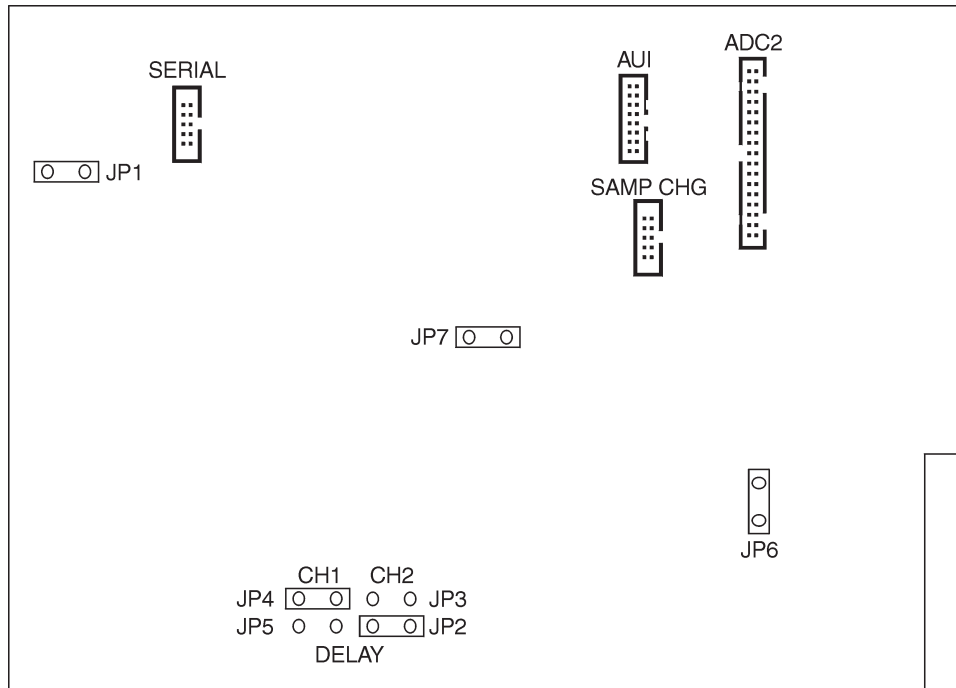 ADC2
AUI
SERIAL
JP1
SAMP CHG
JP7
JP6
CH1 CH2
JP4 JP3
JP5 JP2
DELAY